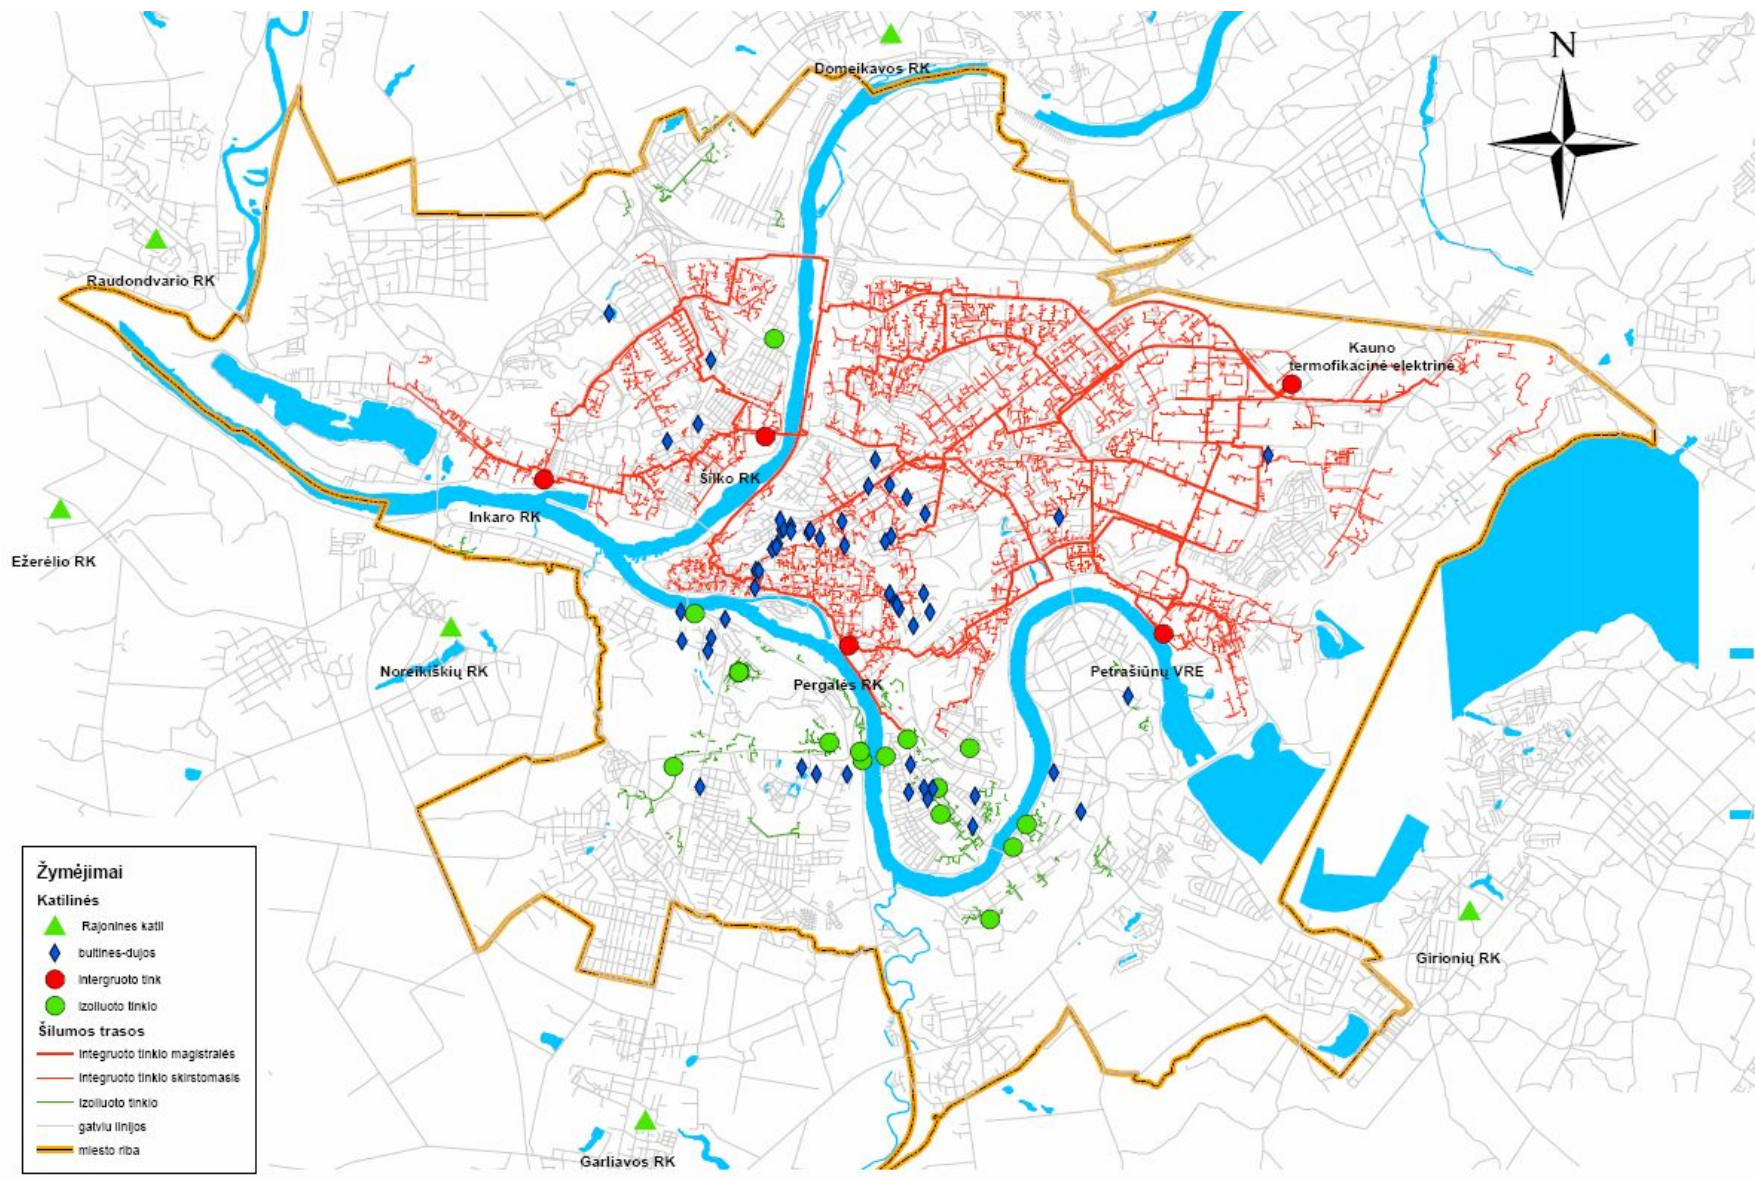 N
Domeikavos RK
Raudondvario RK
Kauno
termofikacinė elektrinė
Šilko RK
Inkaro RK
Ežerėlio RK
Noreikiškių RK
Pergalės RK
Petrašiūnų VRE
Girionių RK
Garliavos RK
Žymėjimai
Katilinės
Rajonines katil
buitines-dujos
Intergruoto tink
Izoliuoto tinklo
Šilumos trasos
Integruoto tinklo magistralės
Integruoto tinklo skirstomasis
Izoliuoto tinklo
gatviu linijos
miesto riba